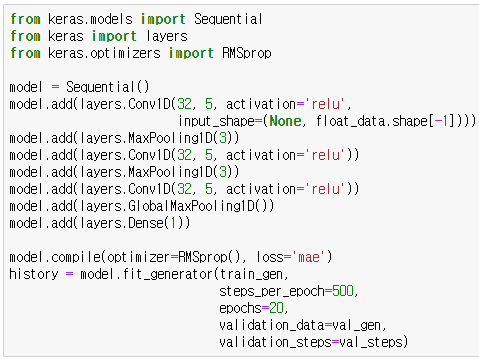 from keras.models import Sequential
from keras import layers
from keras.optimizers import RMSprop

model = Sequential()
model.add(layers.Conv1D(32, 5, activation='relu',
                        input_shape=(None, float_data.shape[-1])))
model.add(layers.MaxPooling1D(3))
model.add(layers.Conv1D(32, 5, activation='relu'))
model.add(layers.MaxPooling1D(3))
model.add(layers.Conv1D(32, 5, activation='relu'))
model.add(layers.GlobalMaxPooling1D())
model.add(layers.Dense(1))

model.compile(optimizer=RMSprop(), loss='mae')
history = model.fit_generator(train_gen,
                              steps_per_epoch=500,
                              epochs=20,
                              validation_data=val_gen,
                              validation_steps=val_steps)